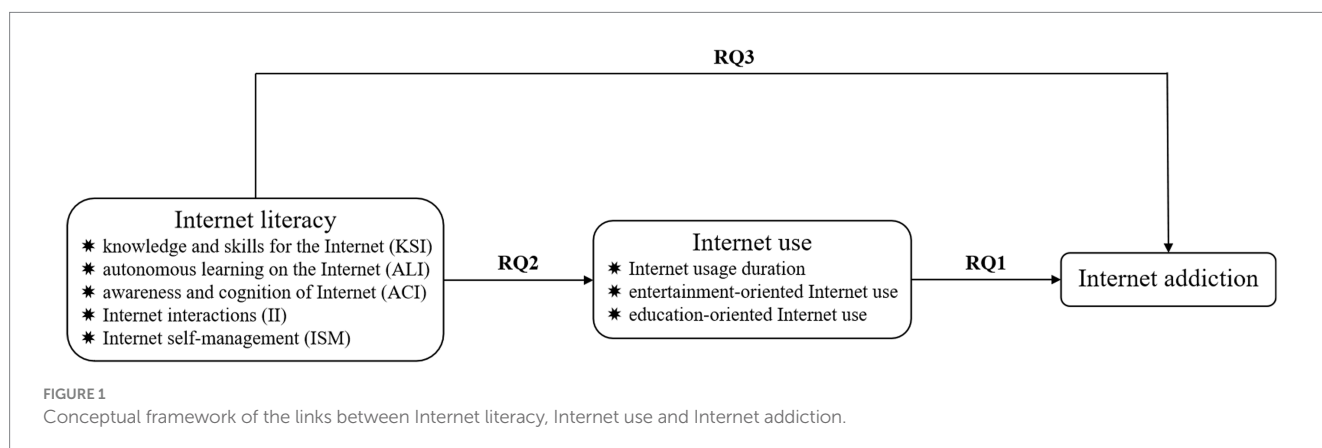 RQ3
Internet literacy
✷ knowledge and skills for the Internet (KSI)
✷ autonomous learning on the Internet (ALI)
✷ awareness and cognition of Internet (ACI)
✷ Internet interactions (II)
✷ Internet self-management (ISM)
RQ2
Internet use
✷ Internet usage duration
✷ entertainment-oriented Internet use
✷ education-oriented Internet use
RQ1
Internet addiction
FIGURE 1
Conceptual framework of the links between Internet literacy, Internet use and Internet addiction.